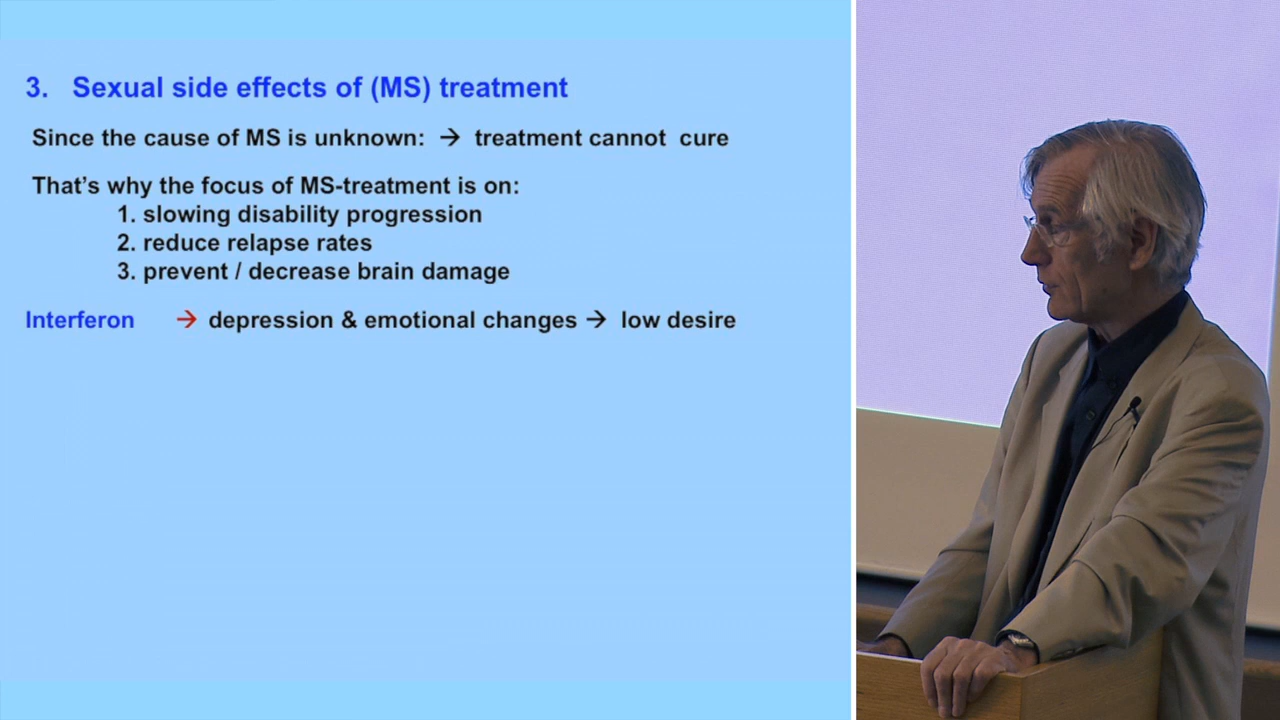 3. Sexual side effects of (MS) treatment
Since the cause of MS is unknown: → treatment cannot cure
That's why the focus of MS-treatment is on:
1. slowing disability progression
2. reduce relapse rates
3. prevent / decrease brain damage
Interferon → depression & emotional changes → low desire